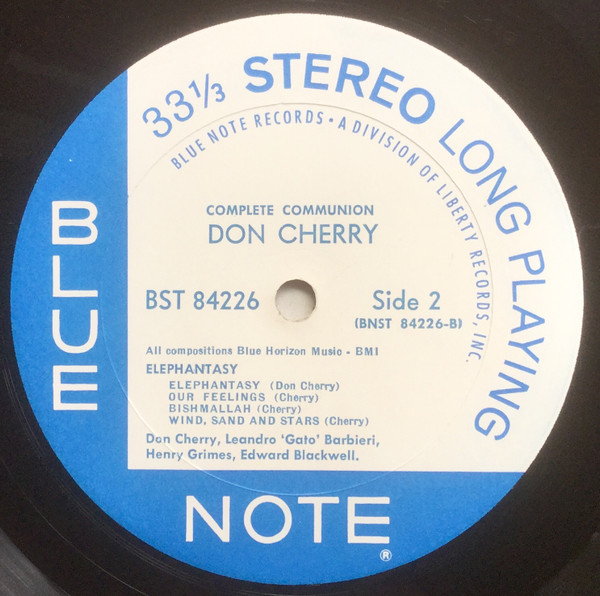 33⅓ STEREO LONG PLAYING
BLUE NOTE RECORDS • A DIVISION OF LIBERTY RECORDS, INC.
COMPLETE COMMUNION
DON CHERRY
BST 84226
Side 2
(BNST 84226-B)
All compositions Blue Horizon Music - BMI
ELEPHANTASY
ELEPHANTASY (Don Cherry)
OUR FEELINGS (Cherry)
BISHMALLAH (Cherry)
WIND, SAND AND STARS (Cherry)
Don Cherry, Leandro 'Gato' Barbieri,
Henry Grimes, Edward Blackwell.
BLUE
NOTE ®